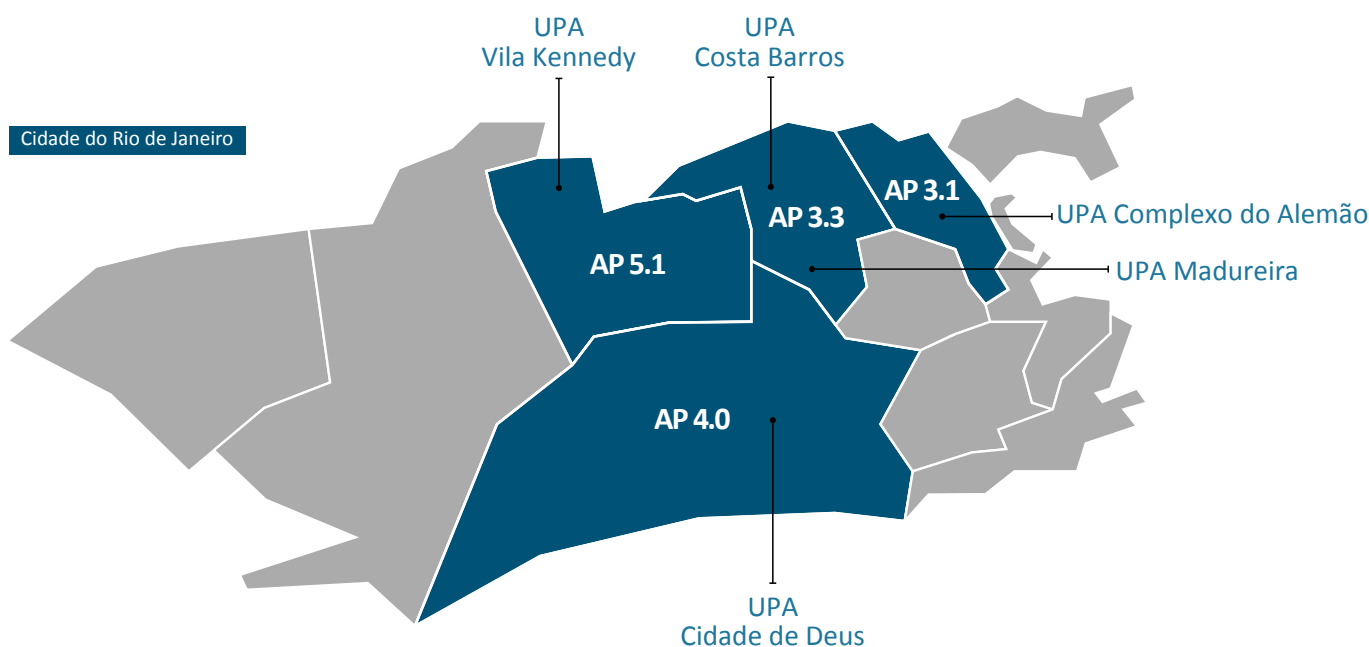 UPA
Vila Kennedy
UPA
Costa Barros
Cidade do Rio de Janeiro
AP 3.1
AP 3.3
UPA Complexo do Alemão
AP 5.1
UPA Madureira
AP 4.0
UPA
Cidade de Deus